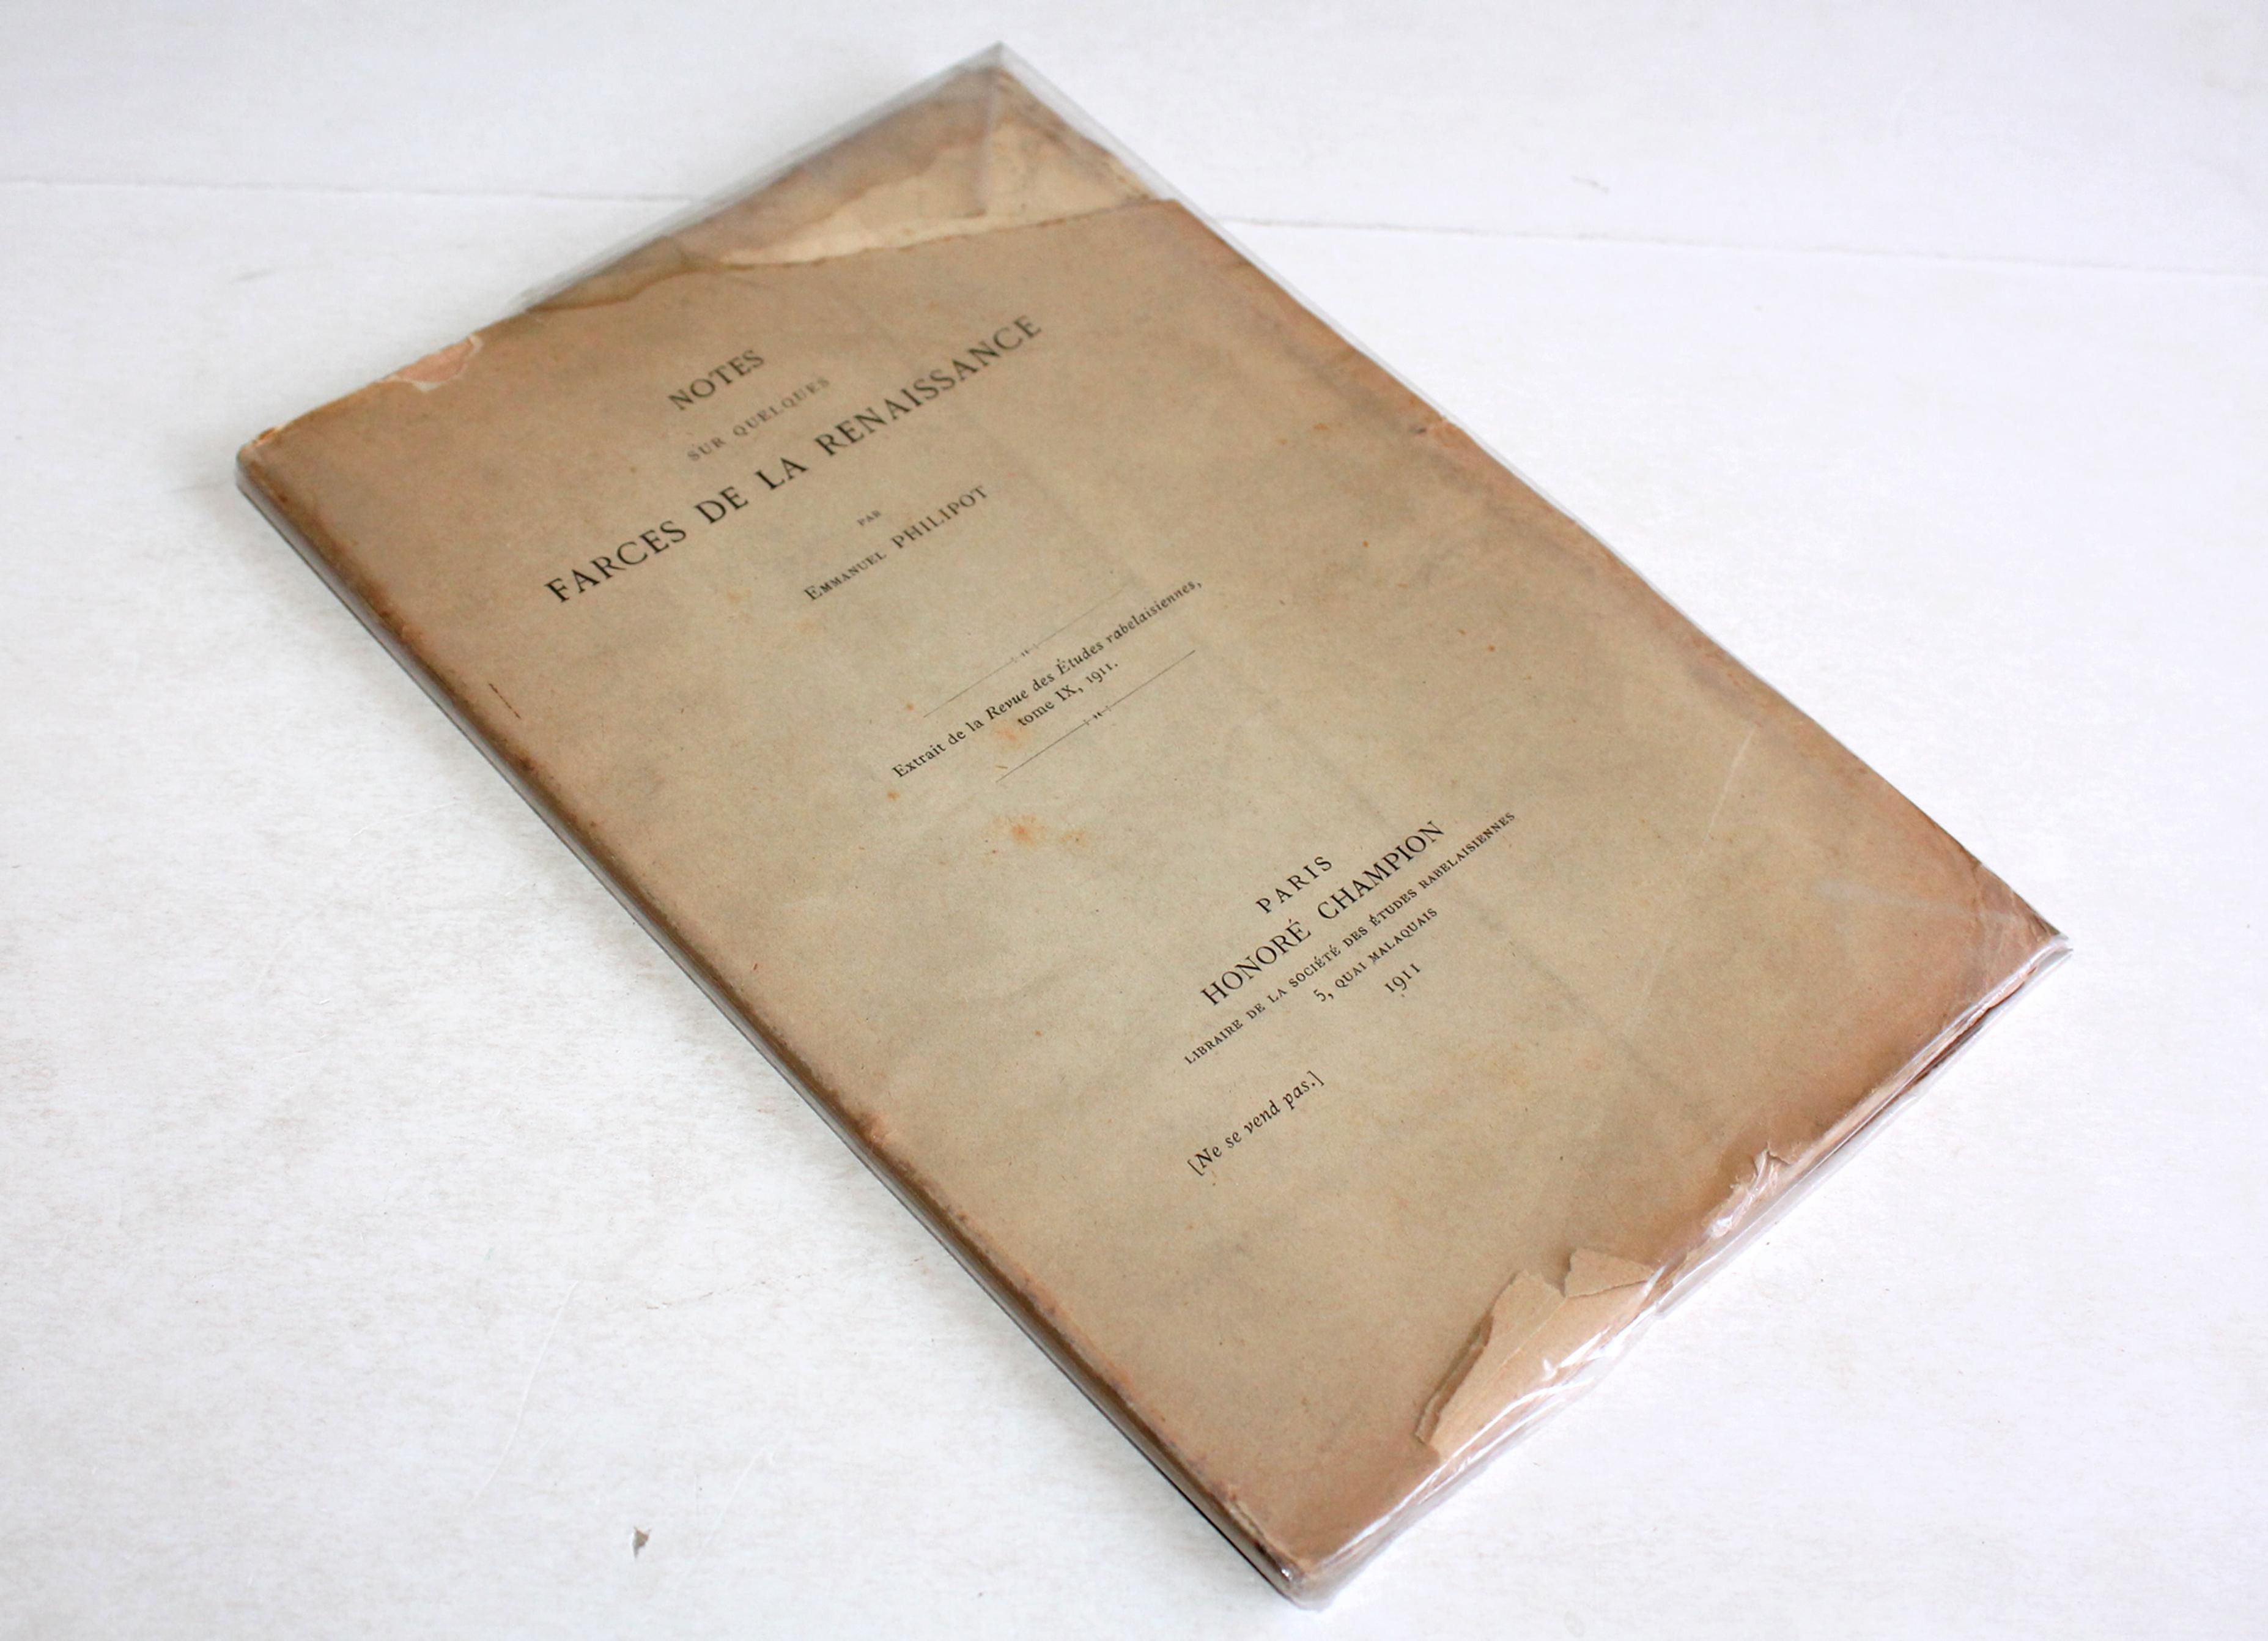 NOTES
SUR QUELQUES
FARCES DE LA RENAISSANCE
PAR
EMMANUEL PHILIPOT
Extrait de la Revue des Études rabelaisiennes,
tome IX, 1911.
PARIS
HONORÉ CHAMPION
LIBRAIRE DE LA SOCIÉTÉ DES ÉTUDES RABELAISIENNES
5, QUAI MALAQUAIS
1911
[Ne se vend pas.]